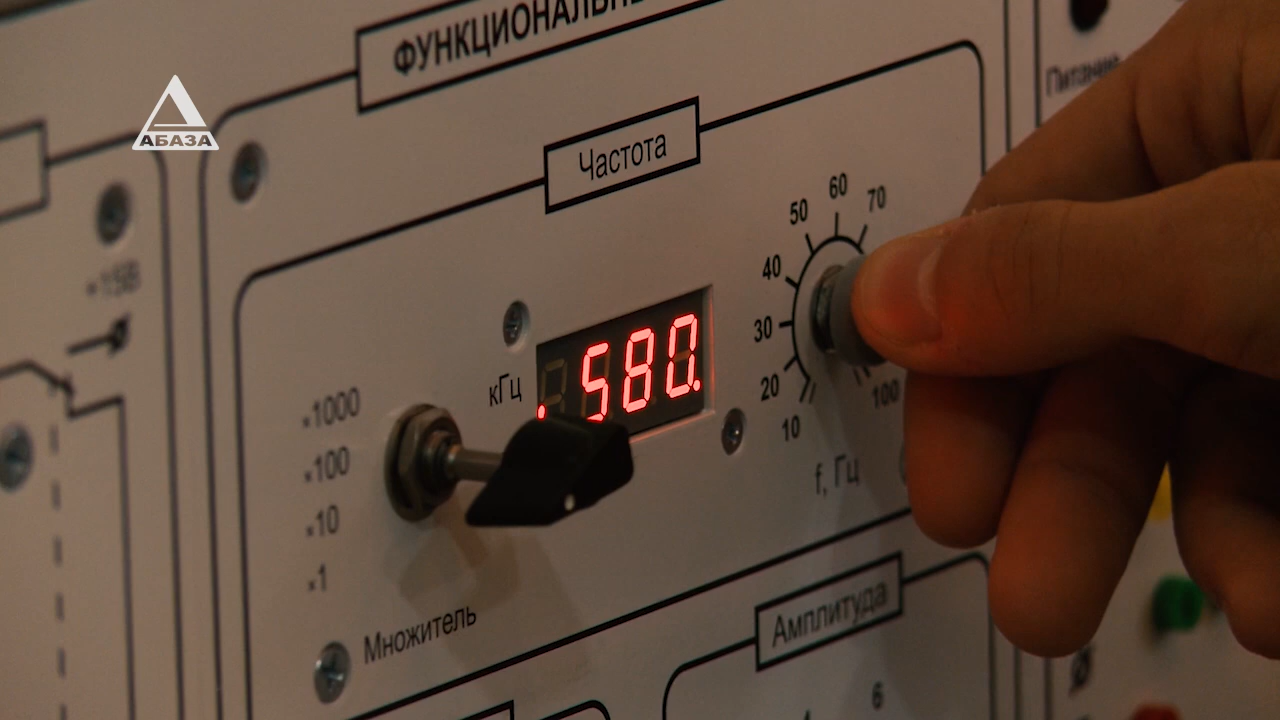 ФУНКЦИОНАЛЬН
Питание
АБАЗА
Частота
+15В
кГц
.580.
10
20
30
40
50
60
70
100
f, Гц
×1000
×100
×10
×1
Множитель
Амплитуда
6